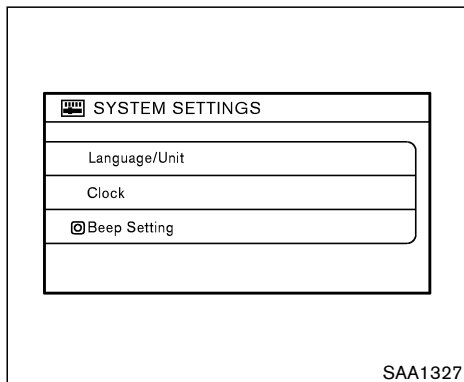 SYSTEM SETTINGS
Language/Unit
Clock
Beep Setting
SAA1327